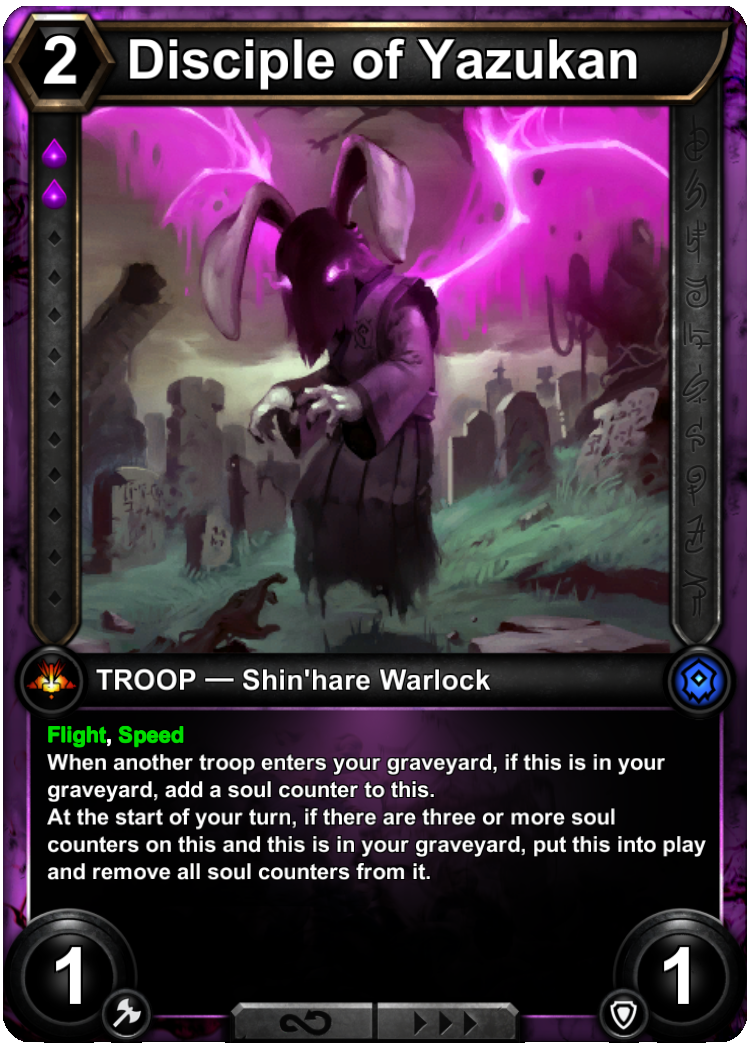 2
Disciple of Yazukan
TROOP — Shin'hare Warlock
Flight, Speed
When another troop enters your graveyard, if this is in your
graveyard, add a soul counter to this.
At the start of your turn, if there are three or more soul
counters on this and this is in your graveyard, put this into play
and remove all soul counters from it.
1
1